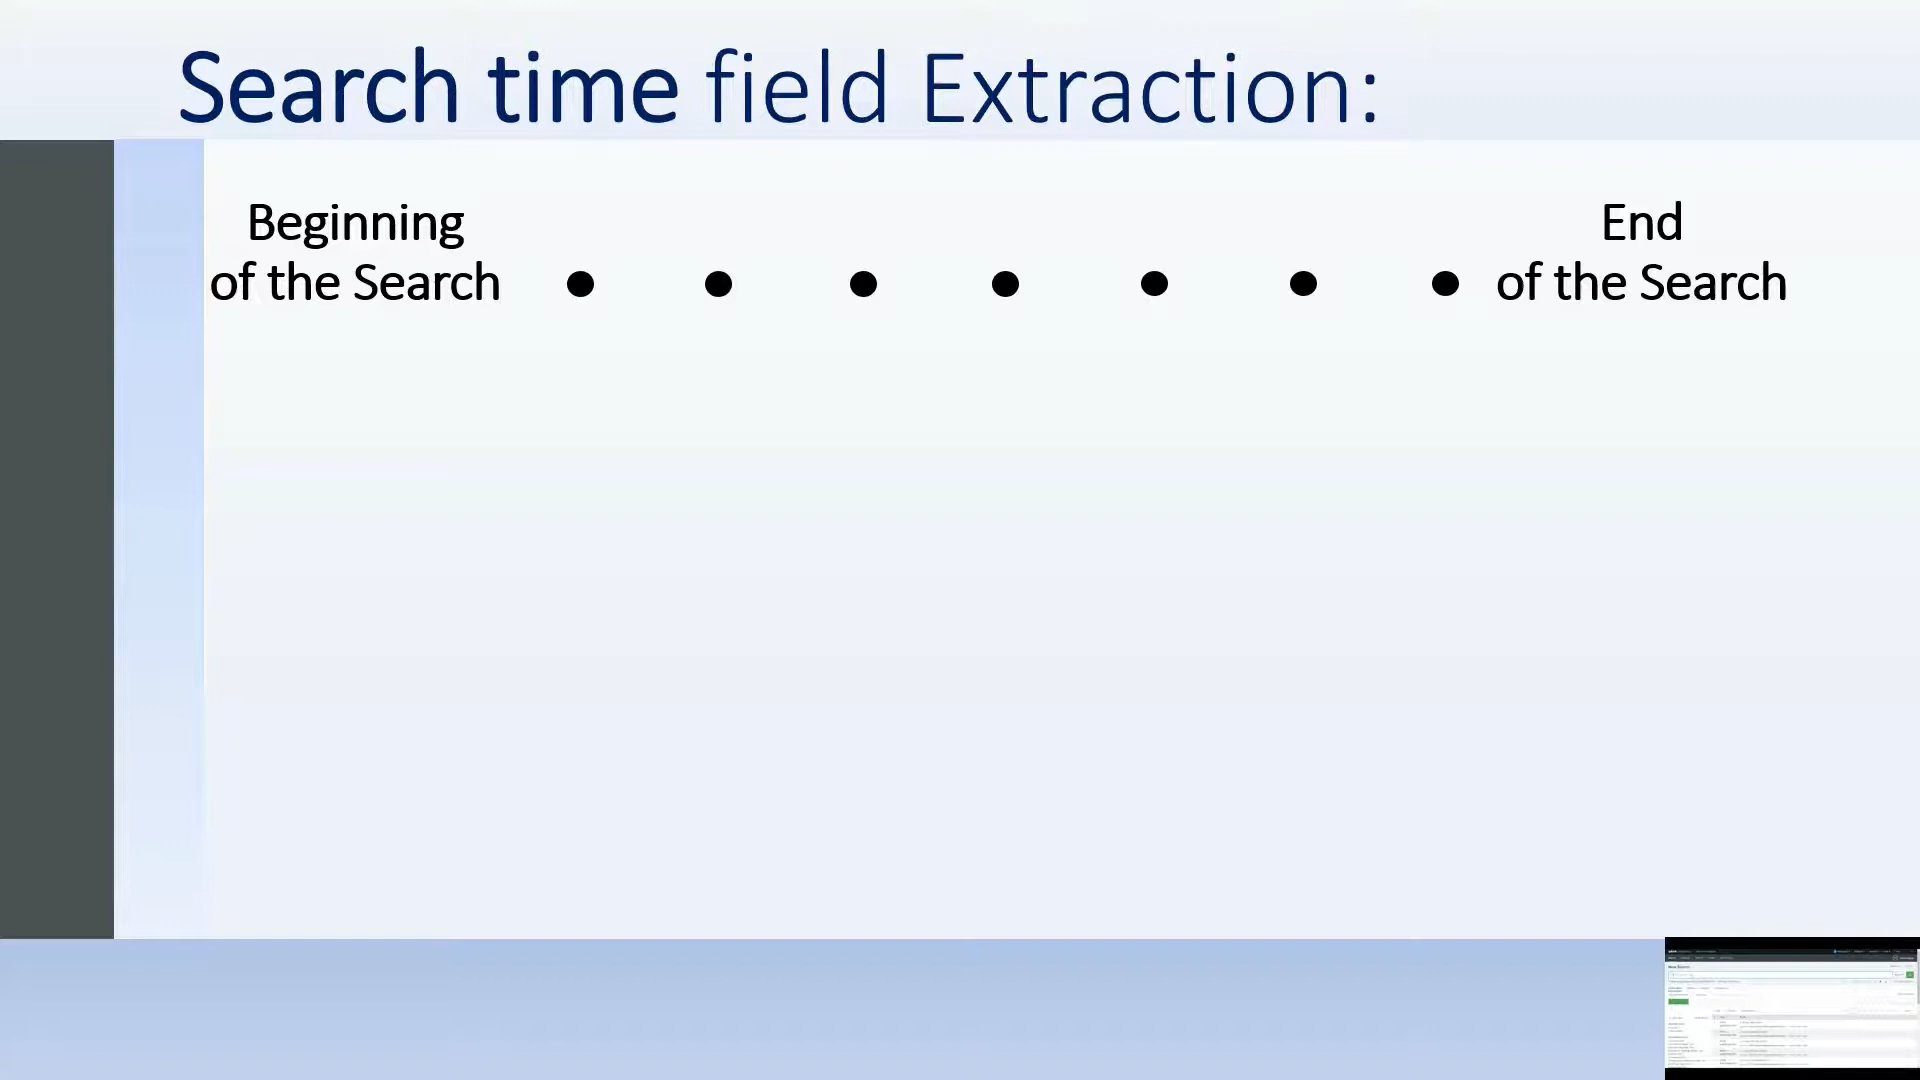 Search time field Extraction:
Beginning
of the Search
End
of the Search